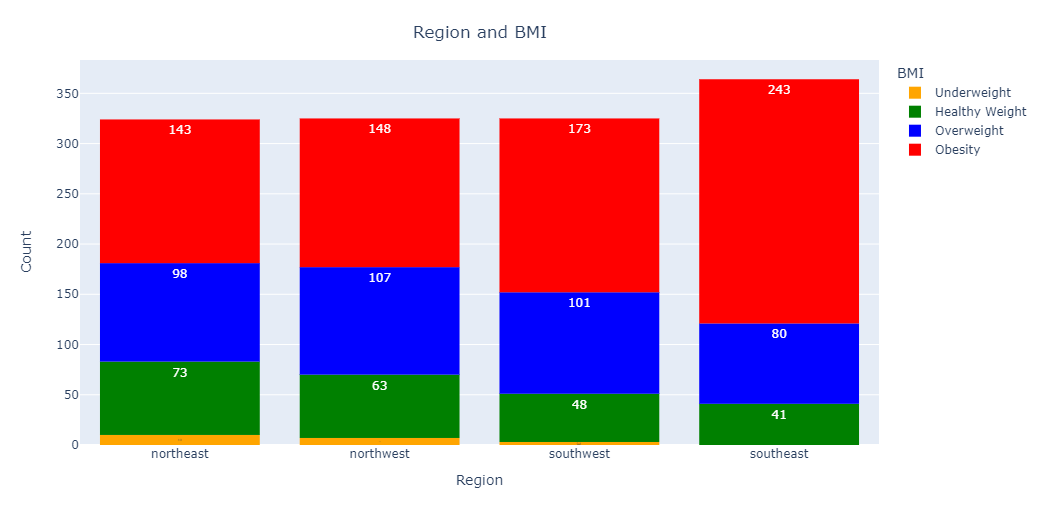 Region and BMI
BMI
Underweight
Healthy Weight
Overweight
Obesity
Count
350
300
250
200
150
100
50
0
143
148
173
243
98
107
101
80
73
63
48
41
northeast
northwest
southwest
southeast
Region